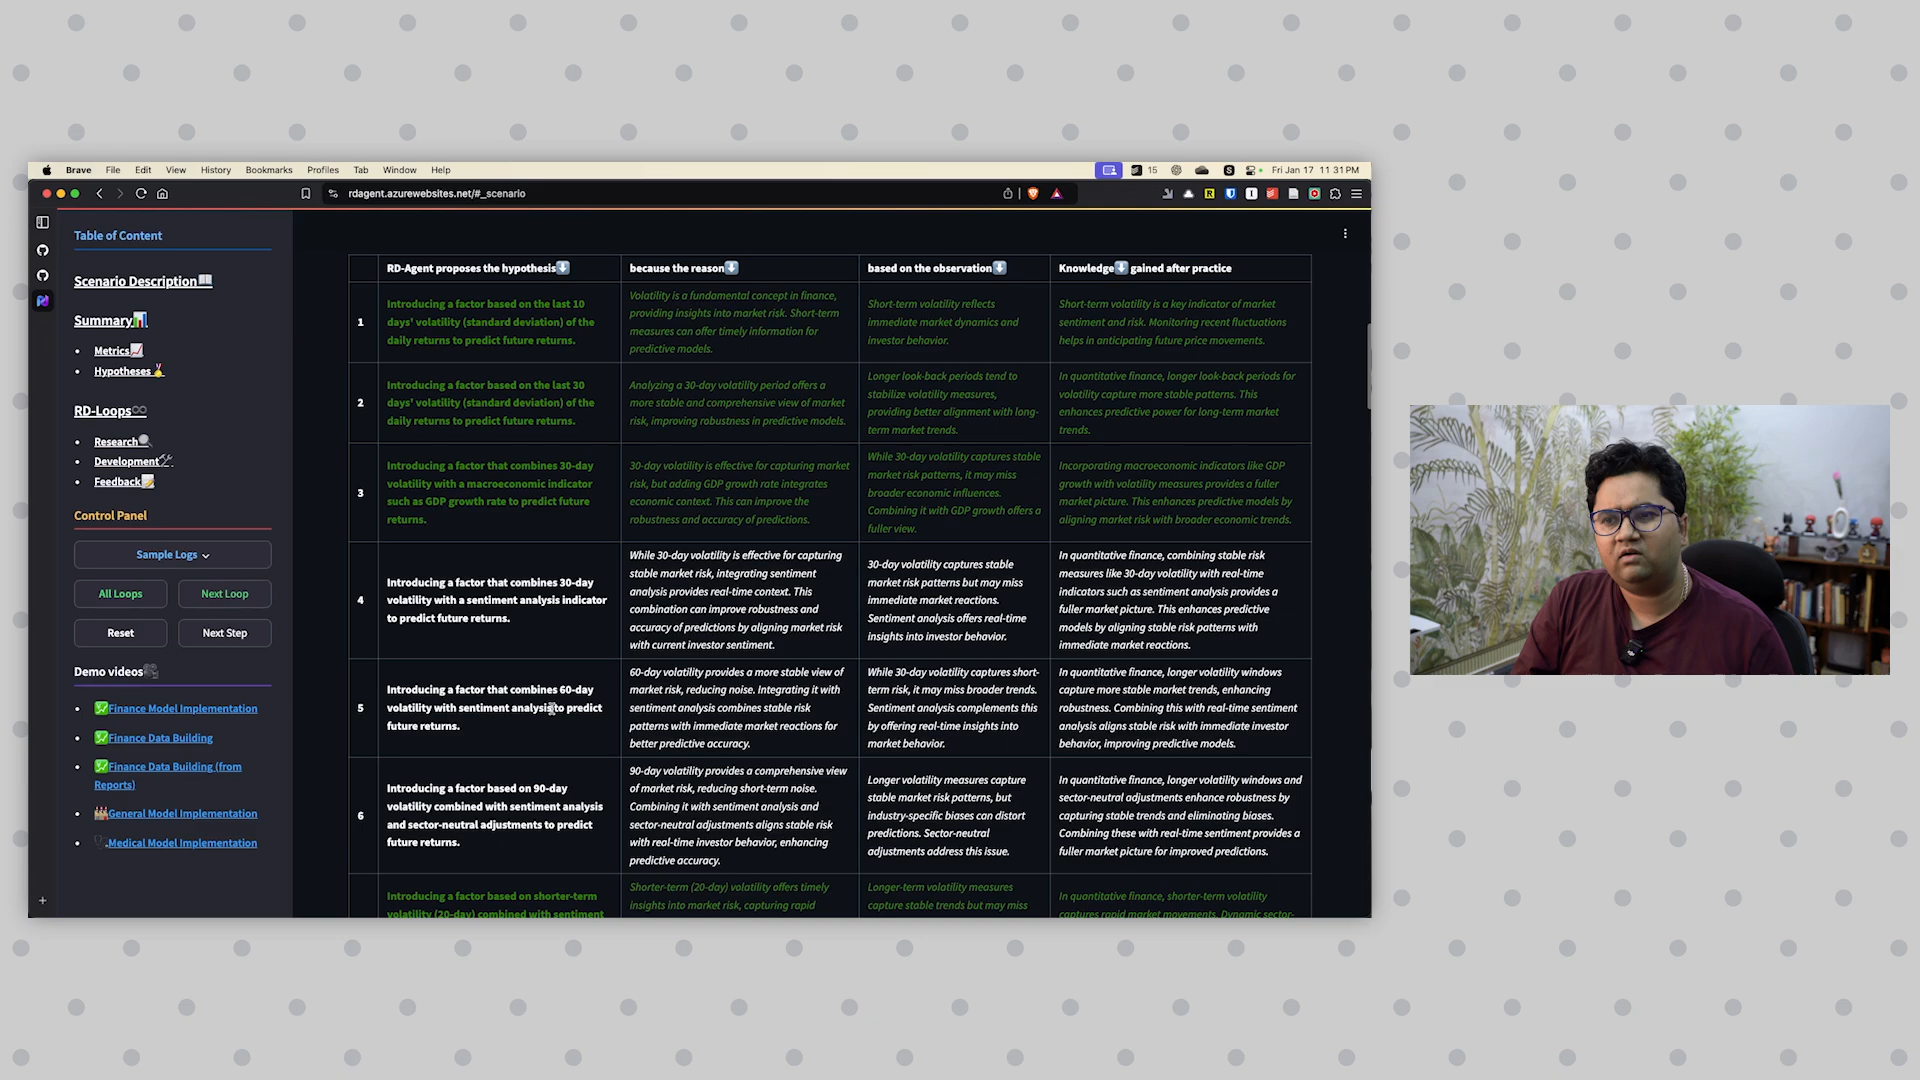 Brave File Edit View History Bookmarks Profiles Tab Window Help
15
Fri Jan 17 11:31 PM
rdagent.azurewebsites.net/#_scenario
Table of Content
Scenario Description
Summary
Metrics
Hypotheses
RD-Loops
Research
Development
Feedback
Control Panel
Sample Logs
All Loops
Next Loop
Reset
Next Step
Demo videos
Finance Model Implementation
Finance Data Building
Finance Data Building (from
Reports)
General Model Implementation
Medical Model Implementation
RD-Agent proposes the hypothesis
because the reason
based on the observation
Knowledge gained after practice
1
Introducing a factor based on the last 10
days' volatility (standard deviation) of the
daily returns to predict future returns.
Volatility is a fundamental concept in finance,
providing insights into market risk. Short-term
measures can offer timely information for
predictive models.
Short-term volatility reflects
immediate market dynamics and
investor behavior.
Short-term volatility is a key indicator of market
sentiment and risk. Monitoring recent fluctuations
helps in anticipating future price movements.
2
Introducing a factor based on the last 30
days' volatility (standard deviation) of the
daily returns to predict future returns.
Analyzing a 30-day volatility period offers a
more stable and comprehensive view of market
risk, improving robustness in predictive models.
Longer look-back periods tend to
stabilize volatility measures,
providing better alignment with long-
term market trends.
In quantitative finance, longer look-back periods for
volatility capture more stable patterns. This
enhances predictive power for long-term market
trends.
3
Introducing a factor that combines 30-day
volatility with a macroeconomic indicator
such as GDP growth rate to predict future
returns.
30-day volatility is effective for capturing market
risk, but adding GDP growth rate integrates
economic context. This can improve the
robustness and accuracy of predictions.
While 30-day volatility captures stable
market risk patterns, it may miss
broader economic influences.
Combining it with GDP growth offers a
fuller view.
Incorporating macroeconomic indicators like GDP
growth with volatility measures provides a fuller
market picture. This enhances predictive models by
aligning market risk with broader economic trends.
4
Introducing a factor that combines 30-day
volatility with a sentiment analysis indicator
to predict future returns.
While 30-day volatility is effective for capturing
stable market risk, integrating sentiment
analysis provides real-time context. This
combination can improve robustness and
accuracy of predictions by aligning market risk
with current investor sentiment.
30-day volatility captures stable
market risk patterns but may miss
immediate market reactions.
Sentiment analysis offers real-time
insights into investor behavior.
In quantitative finance, combining stable risk
measures like 30-day volatility with real-time
indicators such as sentiment analysis provides a
fuller market picture. This enhances predictive
models by aligning stable risk patterns with
immediate market reactions.
5
Introducing a factor that combines 60-day
volatility with sentiment analysis to predict
future returns.
60-day volatility provides a more stable view of
market risk, reducing noise. Integrating it with
sentiment analysis combines stable risk
patterns with immediate market reactions for
better predictive accuracy.
While 30-day volatility captures short-
term risk, it may miss broader trends.
Sentiment analysis complements this
by offering real-time insights into
market behavior.
In quantitative finance, longer volatility windows
capture more stable market trends, enhancing
robustness. Combining this with real-time sentiment
analysis aligns stable risk with immediate investor
behavior, improving predictive models.
6
Introducing a factor based on 90-day
volatility combined with sentiment analysis
and sector-neutral adjustments to predict
future returns.
90-day volatility provides a comprehensive view
of market risk, reducing short-term noise.
Combining it with sentiment analysis and
sector-neutral adjustments aligns stable risk
with real-time investor behavior, enhancing
predictive accuracy.
Longer volatility measures capture
stable market risk patterns, but
industry-specific biases can distort
predictions. Sector-neutral
adjustments address this issue.
In quantitative finance, longer volatility windows and
sector-neutral adjustments enhance robustness by
capturing stable trends and eliminating biases.
Combining these with real-time sentiment provides a
fuller market picture for improved predictions.
Introducing a factor based on shorter-term
volatility (20-day) combined with sentiment
Shorter-term (20-day) volatility offers timely
insights into market risk, capturing rapid
Longer-term volatility measures
capture stable trends but may miss
In quantitative finance, shorter-term volatility
captures rapid market movements. Dynamic sector-